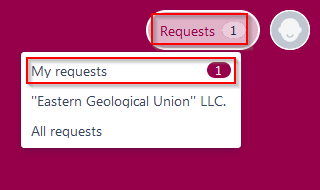 Requests 1
My requests 1
"Eastern Geological Union" LLC.
All requests